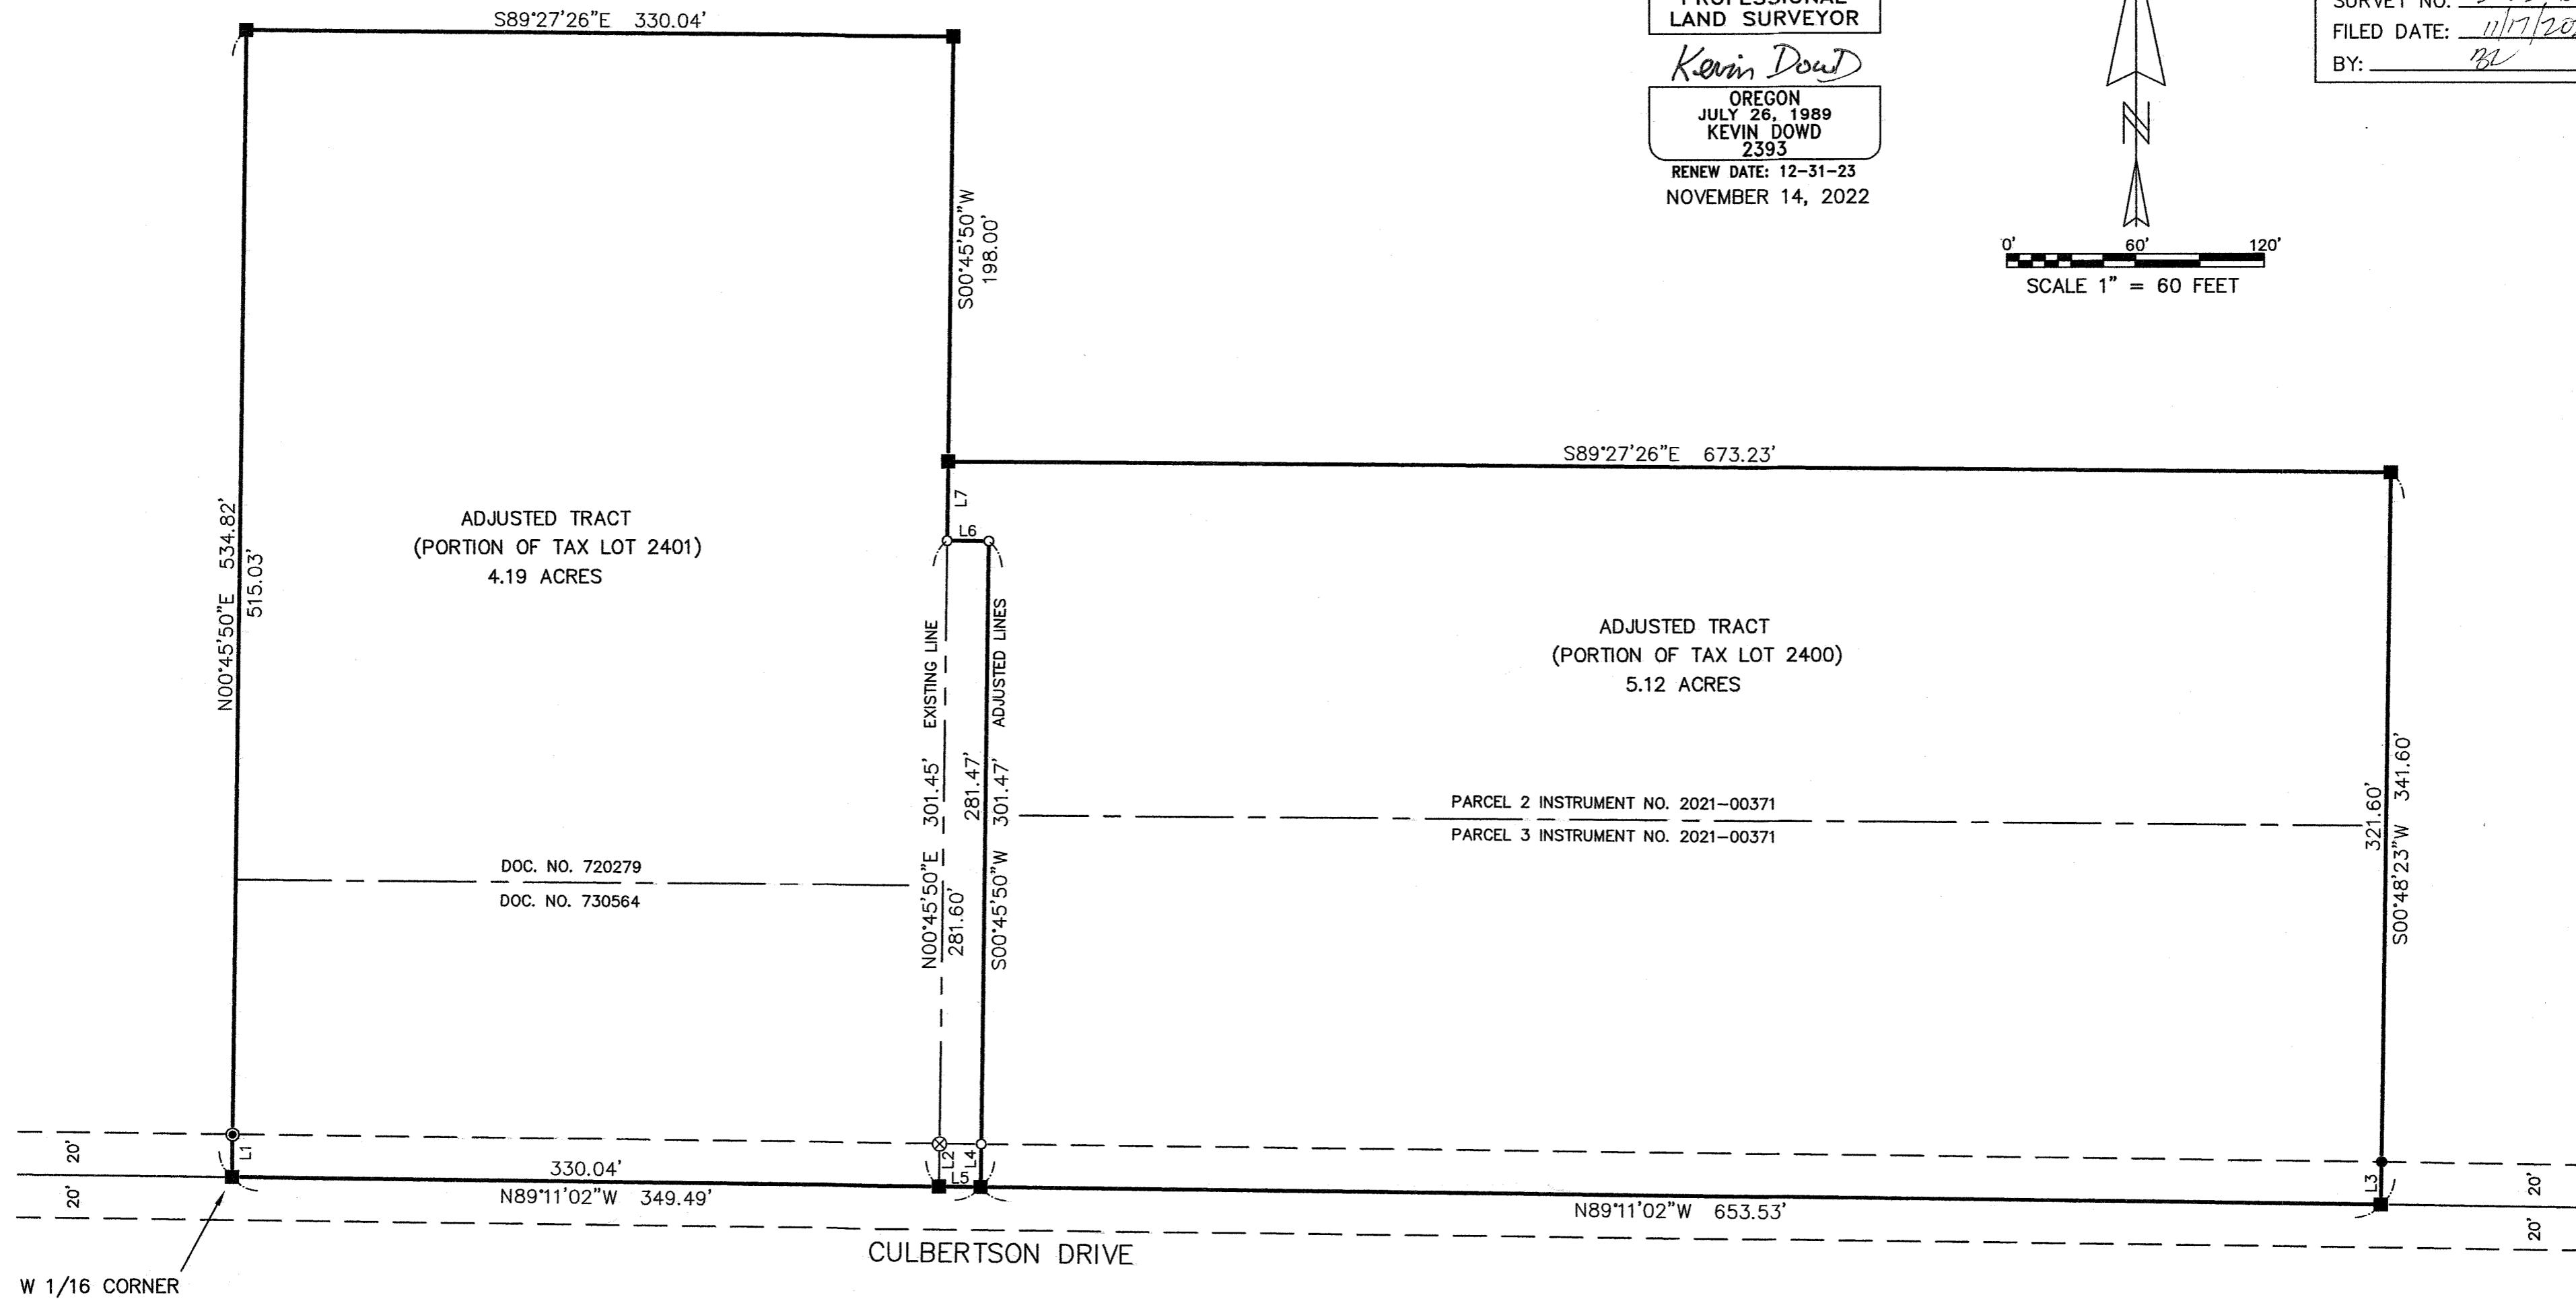 S89°27'26"E 330.04'
LAND SURVEYOR
Kevin Dowd
OREGON
JULY 26, 1989
KEVIN DOWD
2393
RENEW DATE: 12-31-23
NOVEMBER 14, 2022
N
0' 60' 120'
SCALE 1" = 60 FEET
SURVEY NO.
FILED DATE: 11/17/20
BY:
S00°45'50"W
198.00'
S89°27'26"E 673.23'
L7
L6
N00°45'50"E 534.82'
515.03'
ADJUSTED TRACT
(PORTION OF TAX LOT 2401)
4.19 ACRES
EXISTING LINE
N00°45'50"E 301.45'
281.60'
ADJUSTED LINES
281.47'
S00°45'50"W 301.47'
ADJUSTED TRACT
(PORTION OF TAX LOT 2400)
5.12 ACRES
PARCEL 2 INSTRUMENT NO. 2021-00371
PARCEL 3 INSTRUMENT NO. 2021-00371
321.60'
S00°48'23"W 341.60'
DOC. NO. 720279
DOC. NO. 730564
20'
20'
L1
L2
L4
L5
L3
20'
20'
330.04'
N89°11'02"W 349.49'
N89°11'02"W 653.53'
CULBERTSON DRIVE
W 1/16 CORNER